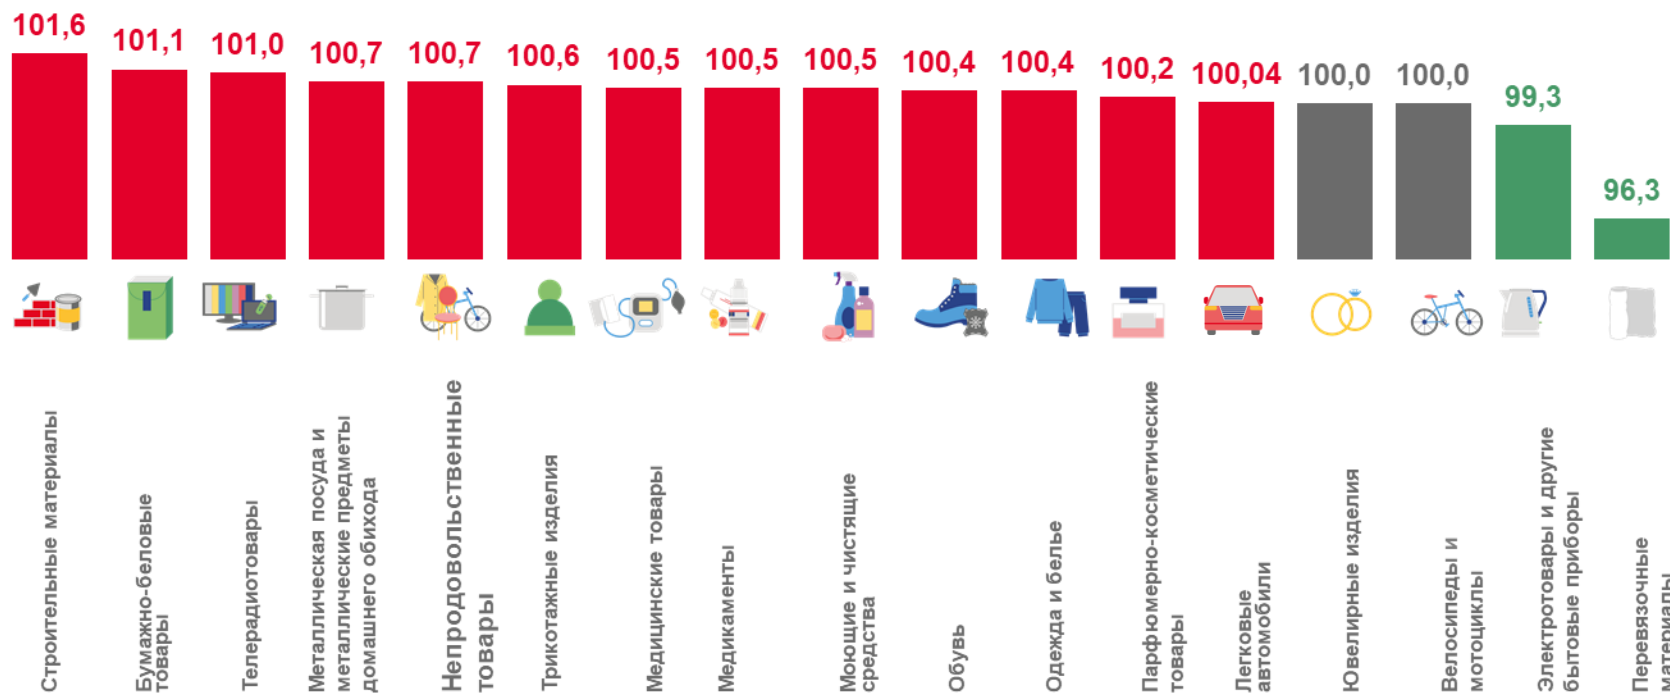 101,6
101,1
101,0
100,7
100,7
100,6
100,5
100,5
100,5
100,4
100,4
100,2
100,04
100,0
100,0
99,3
96,3
Строительные материалы
Бумажно-беловые
товары
Телерадиотовары
Металлическая посуда и
металлические предметы
домашнего обихода
Непродовольственные
товары
Трикотажные изделия
Медицинские товары
Медикаменты
Моющие и чистящие
средства
Обувь
Одежда и белье
Парфюмерно-косметические
товары
Легковые
автомобили
Ювелирные изделия
Велосипеды и
мотоциклы
Электротовары и другие
бытовые приборы
Перевязочные
материалы